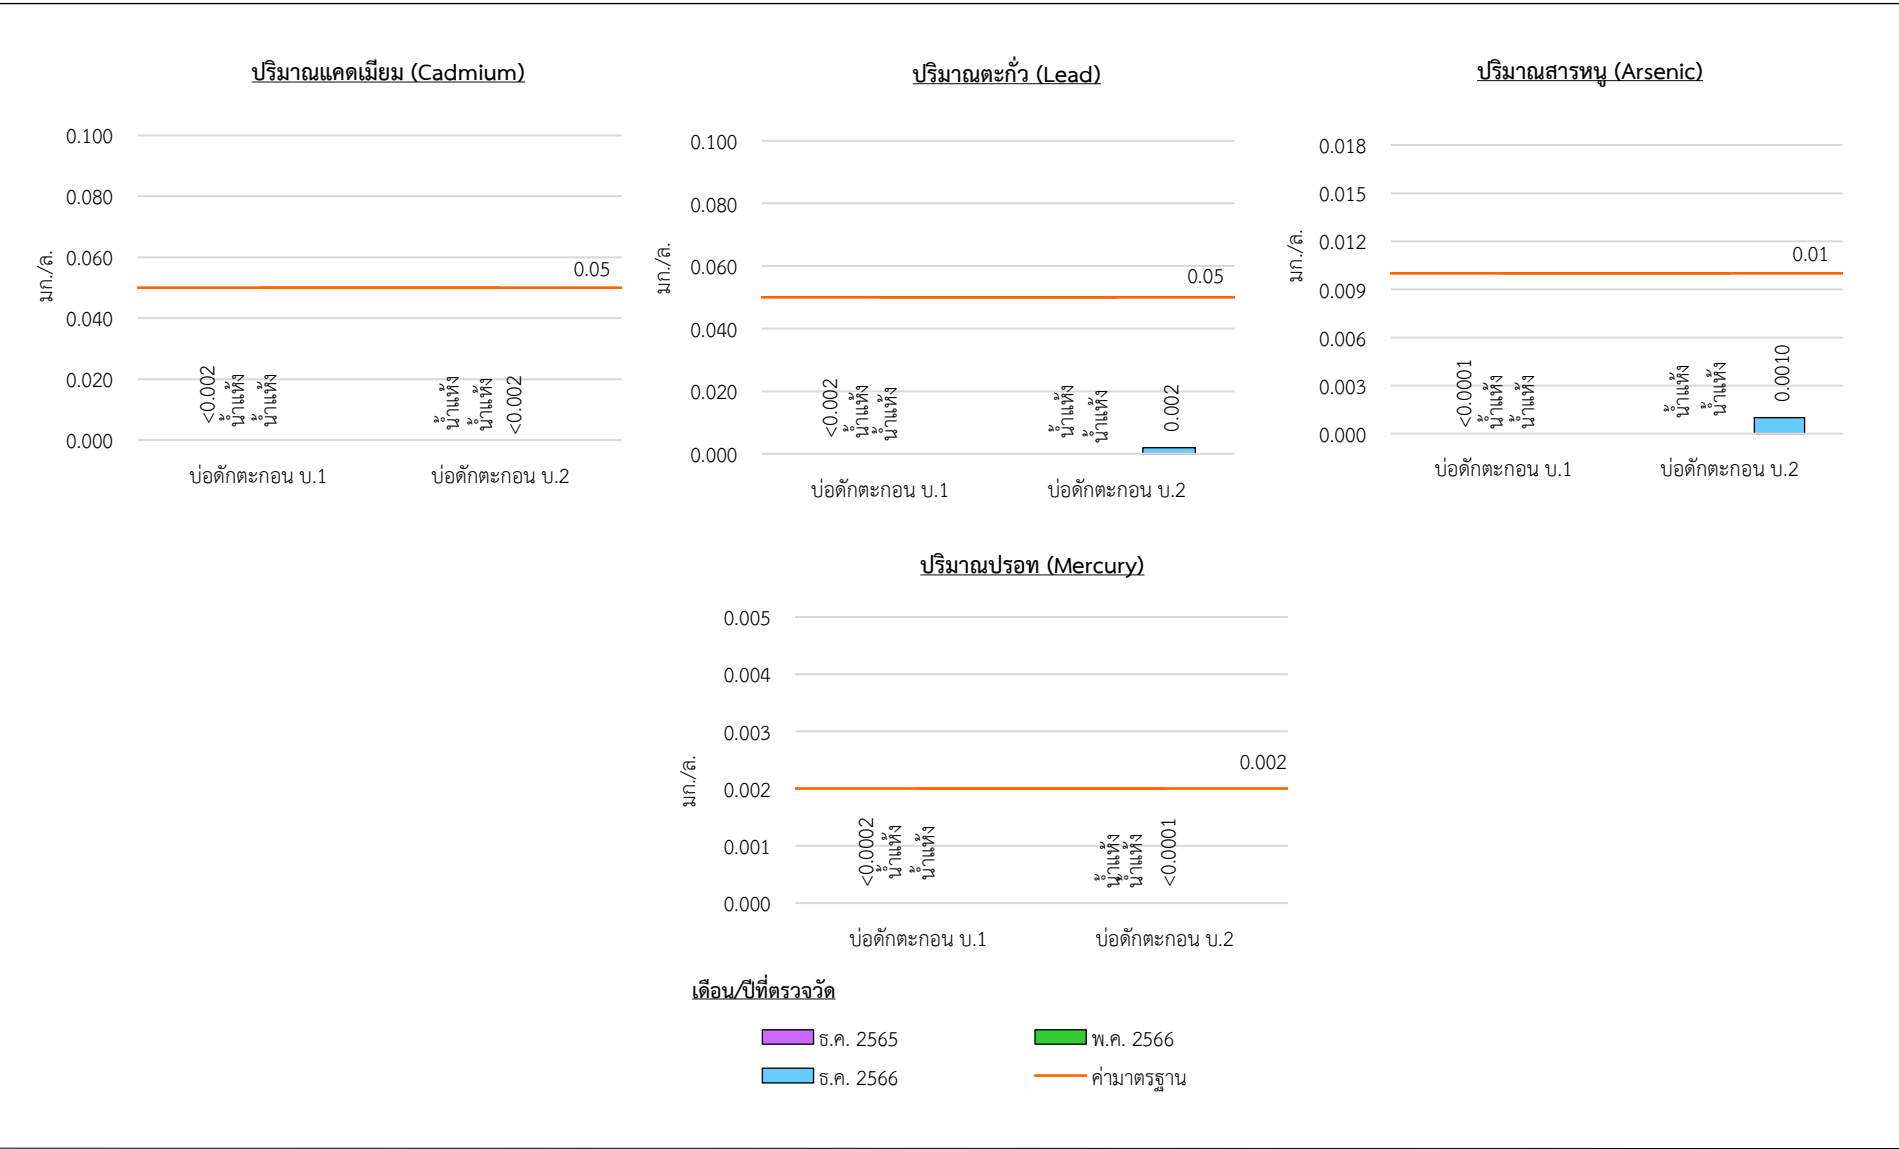 ปริมาณแคดเมียม (Cadmium)
0.100
0.080
0.060
0.040
0.020
0.000
มก./ล.
0.05
<0.002
น้ำแห้ง
น้ำแห้ง
น้ำแห้ง
น้ำแห้ง
<0.002
บ่อดักตะกอน บ.1
บ่อดักตะกอน บ.2
ปริมาณตะกั่ว (Lead)
0.100
0.080
0.060
0.040
0.020
0.000
มก./ล.
0.05
<0.002
น้ำแห้ง
น้ำแห้ง
น้ำแห้ง
น้ำแห้ง
0.002
บ่อดักตะกอน บ.1
บ่อดักตะกอน บ.2
ปริมาณสารหนู (Arsenic)
0.018
0.015
0.012
0.009
0.006
0.003
0.000
มก./ล.
0.01
<0.0001
น้ำแห้ง
น้ำแห้ง
น้ำแห้ง
น้ำแห้ง
0.0010
บ่อดักตะกอน บ.1
บ่อดักตะกอน บ.2
ปริมาณปรอท (Mercury)
0.005
0.004
0.003
0.002
0.001
0.000
มก./ล.
0.002
<0.0002
น้ำแห้ง
น้ำแห้ง
น้ำแห้ง
น้ำแห้ง
<0.0001
บ่อดักตะกอน บ.1
บ่อดักตะกอน บ.2
เดือน/ปีที่ตรวจวัด
ธ.ค. 2565
พ.ค. 2566
ธ.ค. 2566
ค่ามาตรฐาน